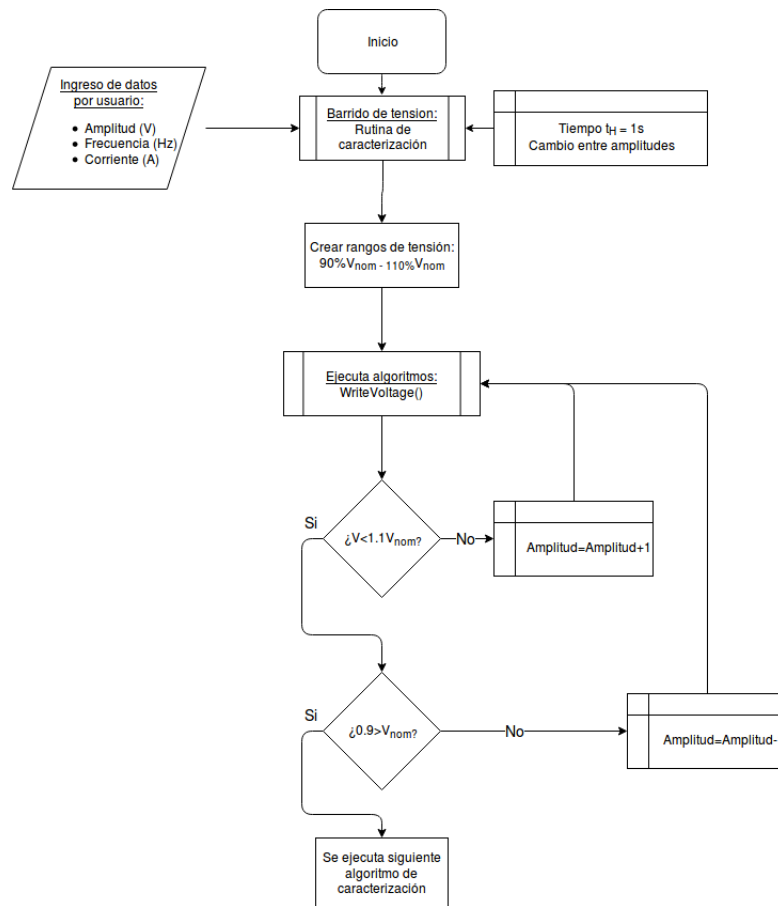 Inicio
Ingreso de datos
por usuario:
• Amplitud (V)
• Frecuencia (Hz)
• Corriente (A)
Barrido de tension:
Rutina de
caracterización
Tiempo tH = 1s
Cambio entre amplitudes
Crear rangos de tensión:
90%Vnom - 110%Vnom
Ejecuta algoritmos:
WriteVoltage()
Si
¿V<1.1Vnom?
No
Amplitud=Amplitud+1
Si
¿0.9>Vnom?
No
Amplitud=Amplitud-
Se ejecuta siguiente
algoritmo de
caracterización